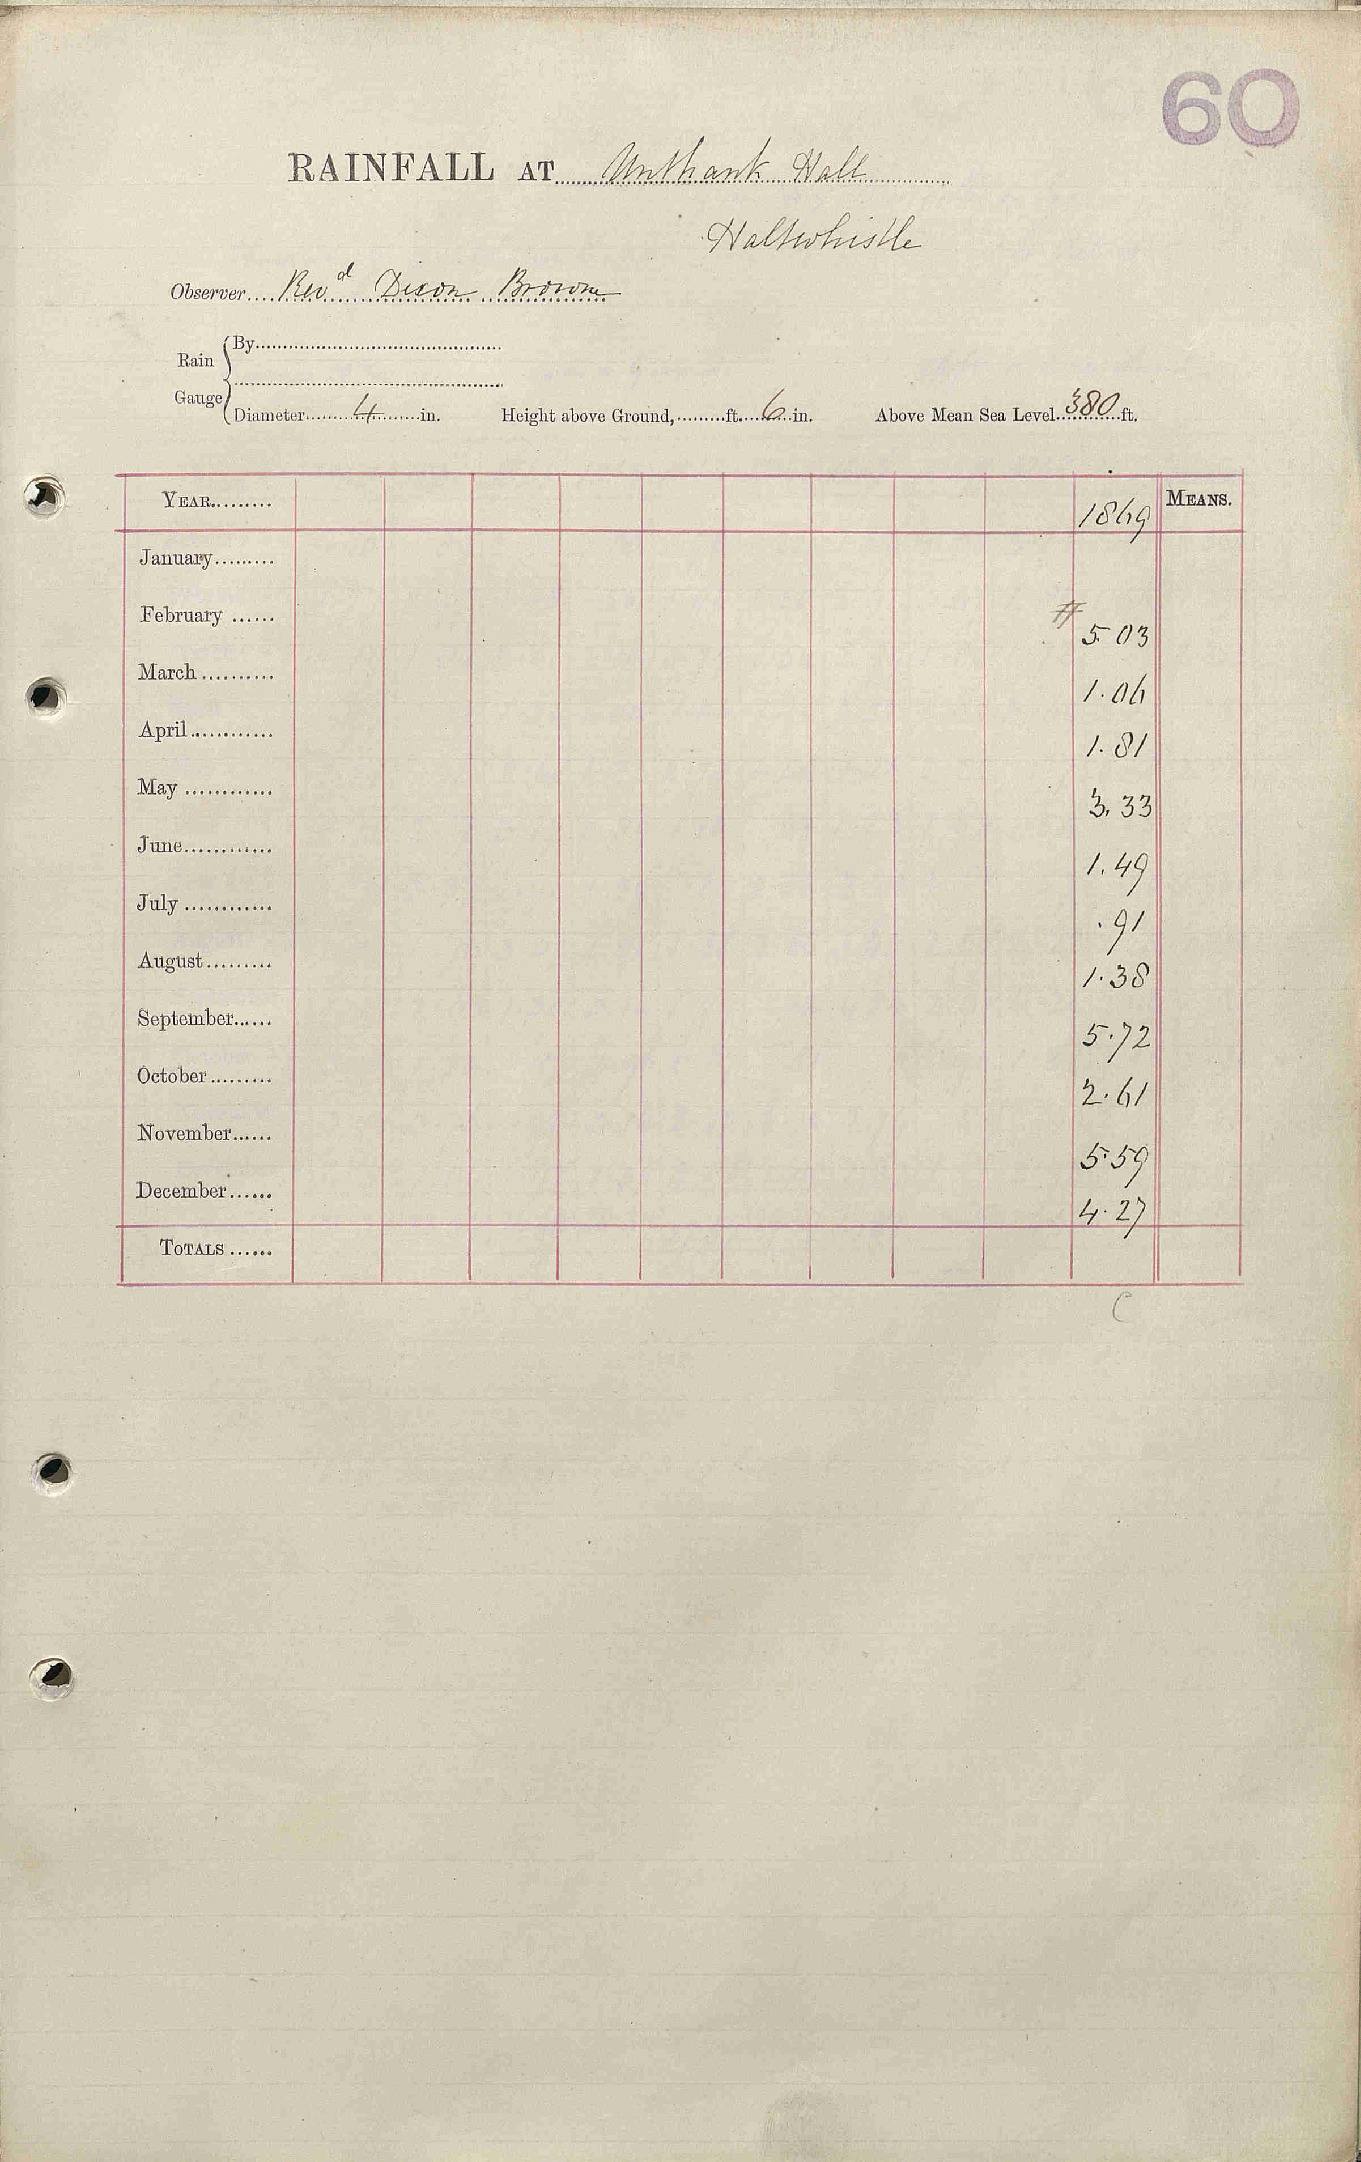 60
RAINFALL AT Unthank Hall
Haltwhistle
Observer Revd Dixon Browne
Rain Gauge
By
Diameter 4 in. Height above Ground, ft. 6 in. Above Mean Sea Level 380 ft.
YEAR 1869 MEANS.
January
February # 5 03
March 1.06
April 1.81
May 3.33
June 1.49
July .91
August 1.38
September 5.72
October 2.61
November 5.59
December 4.27
TOTALS
C